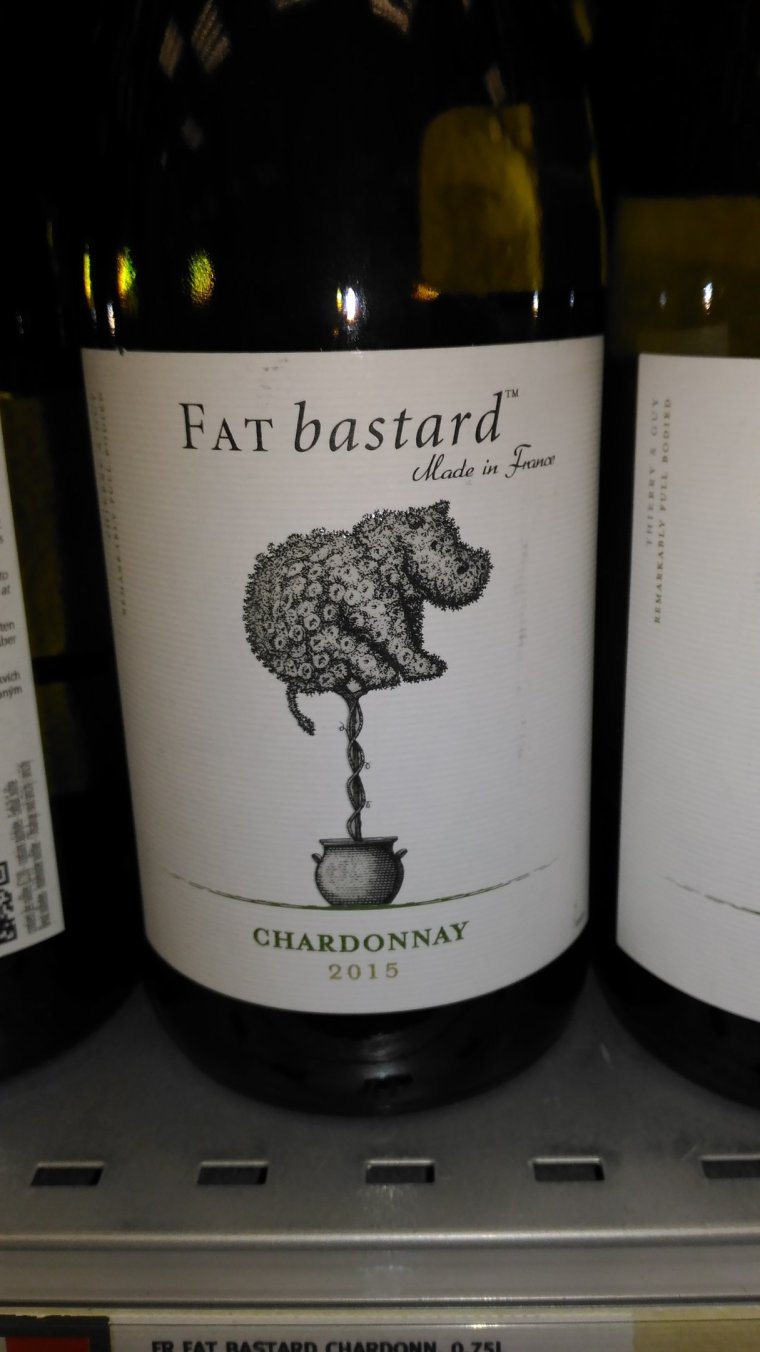 FAT bastard™
Made in France
CHARDONNAY
2015
THIERRY & GUY
REMARKABLY FULL BODIED
FR FAT BASTARD CHARDONN. 0,75L